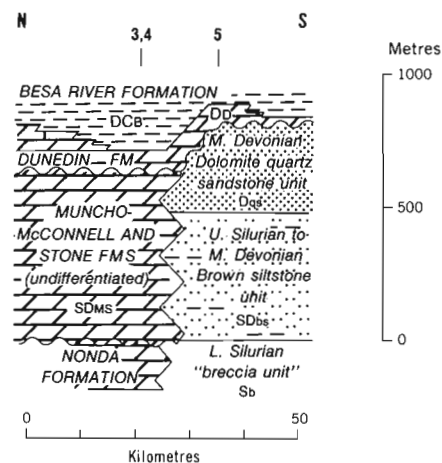 N S
3,4 5
Metres
1000
BESA RIVER FORMATION
DCB
DD
DUNEDIN FM
M. Devonian
Dolomite quartz
sandstone unit
Dqs
500
MUNCHO-
McCONNELL AND
STONE FMS
(undifférentiated)
SDMS
U. Silurian to
M. Devonian
Brown siltstone
unit
SDbs
0
NONDA
FORMATION
L. Silurian
"breccia unit"
Sb
0 50
Kilometres